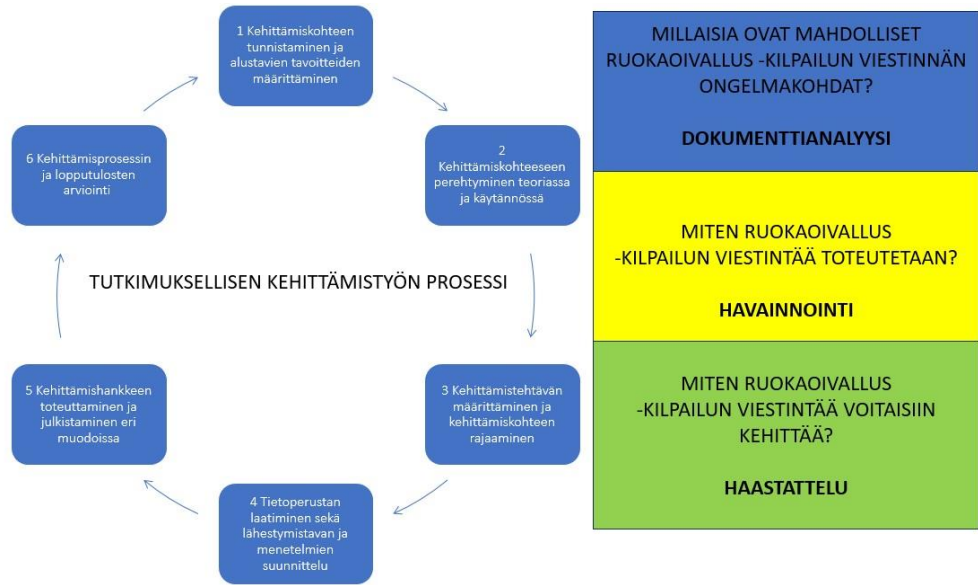 1 Kehittämiskohteen
tunnistaminen ja
alustavien tavoitteiden
määrittäminen
2
Kehittämiskohteeseen
perehtyminen teoriassa
ja käytännössä
3 Kehittämistehtävän
määrittäminen ja
kehittämiskohteen
rajaaminen
4 Tietoperustan
laatiminen sekä
lähestymistavan ja
menetelmien
suunnittelu
5 Kehittämishankkeen
toteuttaminen ja
julkistaminen eri
muodoissa
6 Kehittämisprosessin
ja lopputulosten
arviointi
TUTKIMUKSELLISEN KEHITTÄMISTYÖN PROSESSI
MILLAISIA OVAT MAHDOLLISET
RUOKAOIVALLUS -KILPAILUN VIESTINNÄN
ONGELMAKOHDAT?
DOKUMENTTIANALYYSI
MITEN RUOKAOIVALLUS
-KILPAILUN VIESTINTÄÄ TOTEUTETAAN?
HAVAINNOINTI
MITEN RUOKAOIVALLUS
-KILPAILUN VIESTINTÄÄ VOITAISIIN
KEHITTÄÄ?
HAASTATTELU